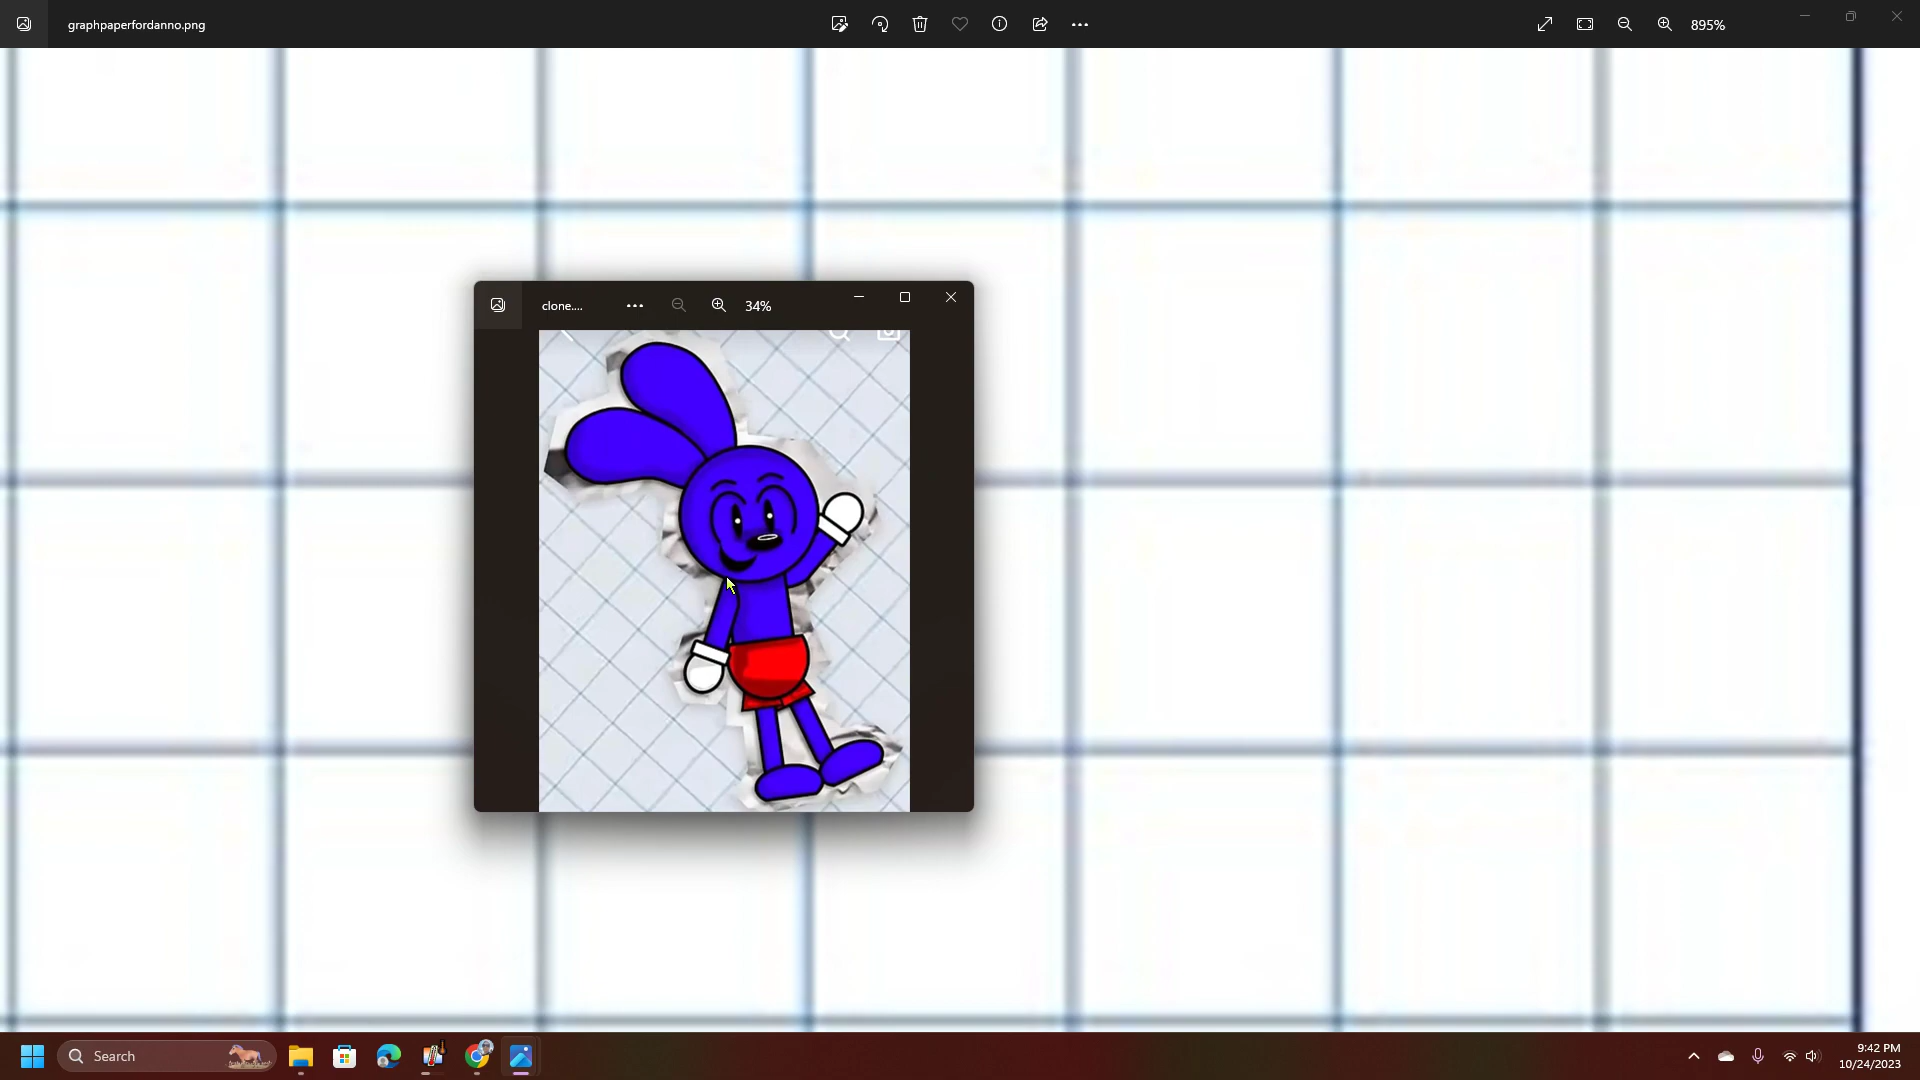 graphpaperfordanno.png
895%
clone....
34%
Search
9:42 PM
10/24/2023